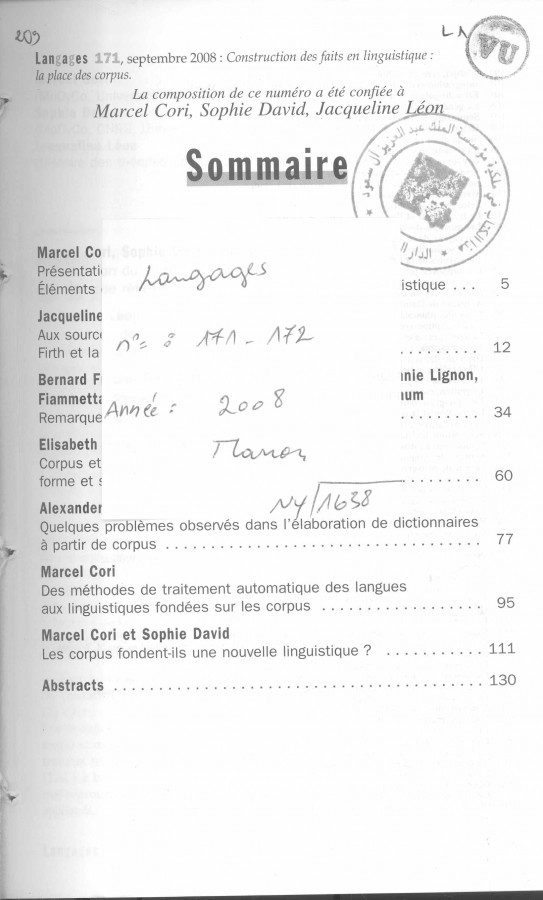 209
LA
VU
Langages 171, septembre 2008 : Construction des faits en linguistique :
la place des corpus.
La composition de ce numéro a été confiée à
Marcel Cori, Sophie David, Jacqueline Léon
Sommaire
Marcel Co
Présentati
Éléments
istique ... 5
Jacqueline
Aux sourc
Firth et la
12
Bernard F
nie Lignon,
Fiammetta
um
Remarque
34
Elisabeth
Corpus et
forme et s
60
Langages
n° : 171 - 172
Année : 2008
NY/1638
Alexander
Quelques problèmes observés dans l'élaboration de dictionnaires
à partir de corpus ... 77
Marcel Cori
Des méthodes de traitement automatique des langues
aux linguistiques fondées sur les corpus ... 95
Marcel Cori et Sophie David
Les corpus fondent-ils une nouvelle linguistique ? ... 111
Abstracts ... 130